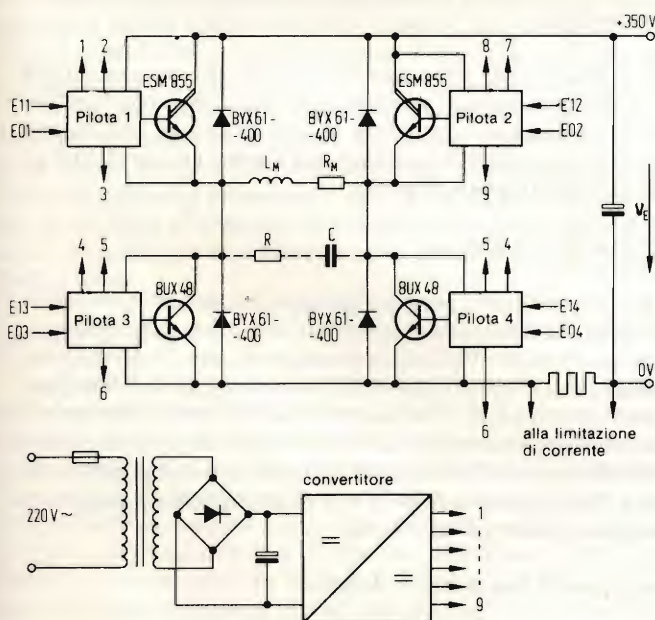 +350 V
1 2
8 7
ESM 855
ESM 855
E11
E01
Pilota 1
BYX 61-
-400
BYX 61-
-400
Pilota 2
E12
E02
3
LM
RM
9
VE
4 5
R
C
5 4
BUX 48
BUX 48
E13
E03
Pilota 3
BYX 61-
-400
BYX 61-
-400
Pilota 4
E14
E04
6
6
0V
alla limitazione
di corrente
convertitore
220 V ~
1
9